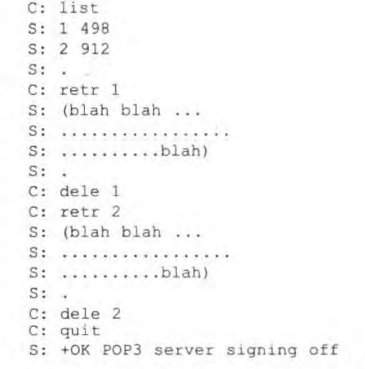 C: list
S: 1 498
S: 2 912
S: .
C: retr 1
S: (blah blah ...
S: .................
S: ..........blah)
S: .
C: dele 1
C: retr 2
S: (blah blah ...
S: .................
S: ..........blah)
S: .
C: dele 2
C: quit
S: +OK POP3 server signing off